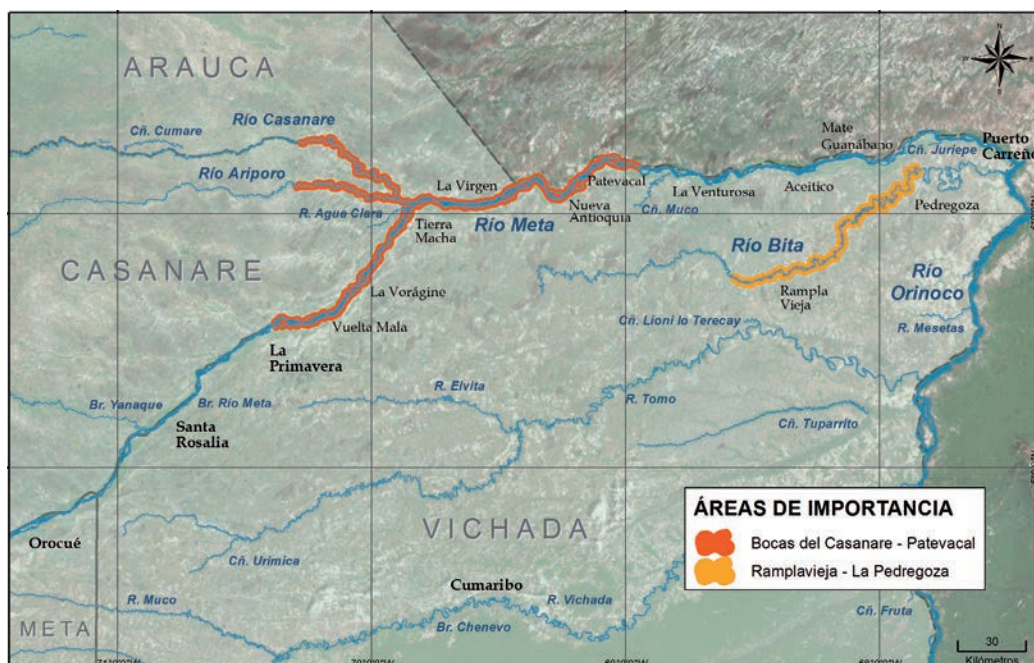 ARAUCA
Cñ. Cumare
Río Casanare
Río Ariporo
R. Agua Clara
La Virgen
Tierra
Macha
Río Meta
Patevacal
Nueva
Antioquia
Cñ. Muco
La Venturosa
Aceitico
Mate
Guanábano
Cñ. Juriepe
Puerto
Carreño
Pedregoza
N
CASANARE
La Vorágine
Vuelta Mala
La
Primavera
Río Bita
Rampla
Vieja
Río
Orinoco
R. Mesetas
Cñ. Lioni lo Terecay
R. Elvita
R. Tomo
Cñ. Tuparrito
Br. Yanaque
Br. Río Meta
Santa
Rosalia
Orocué
VICHADA
Cñ. Urimica
Cumaribo
R. Muco
R. Vichada
Br. Chenevo
META
Cñ. Fruta
ÁREAS DE IMPORTANCIA
Bocas del Casanare - Patevacal
Ramplavieja - La Pedregoza
30
Kilómetros